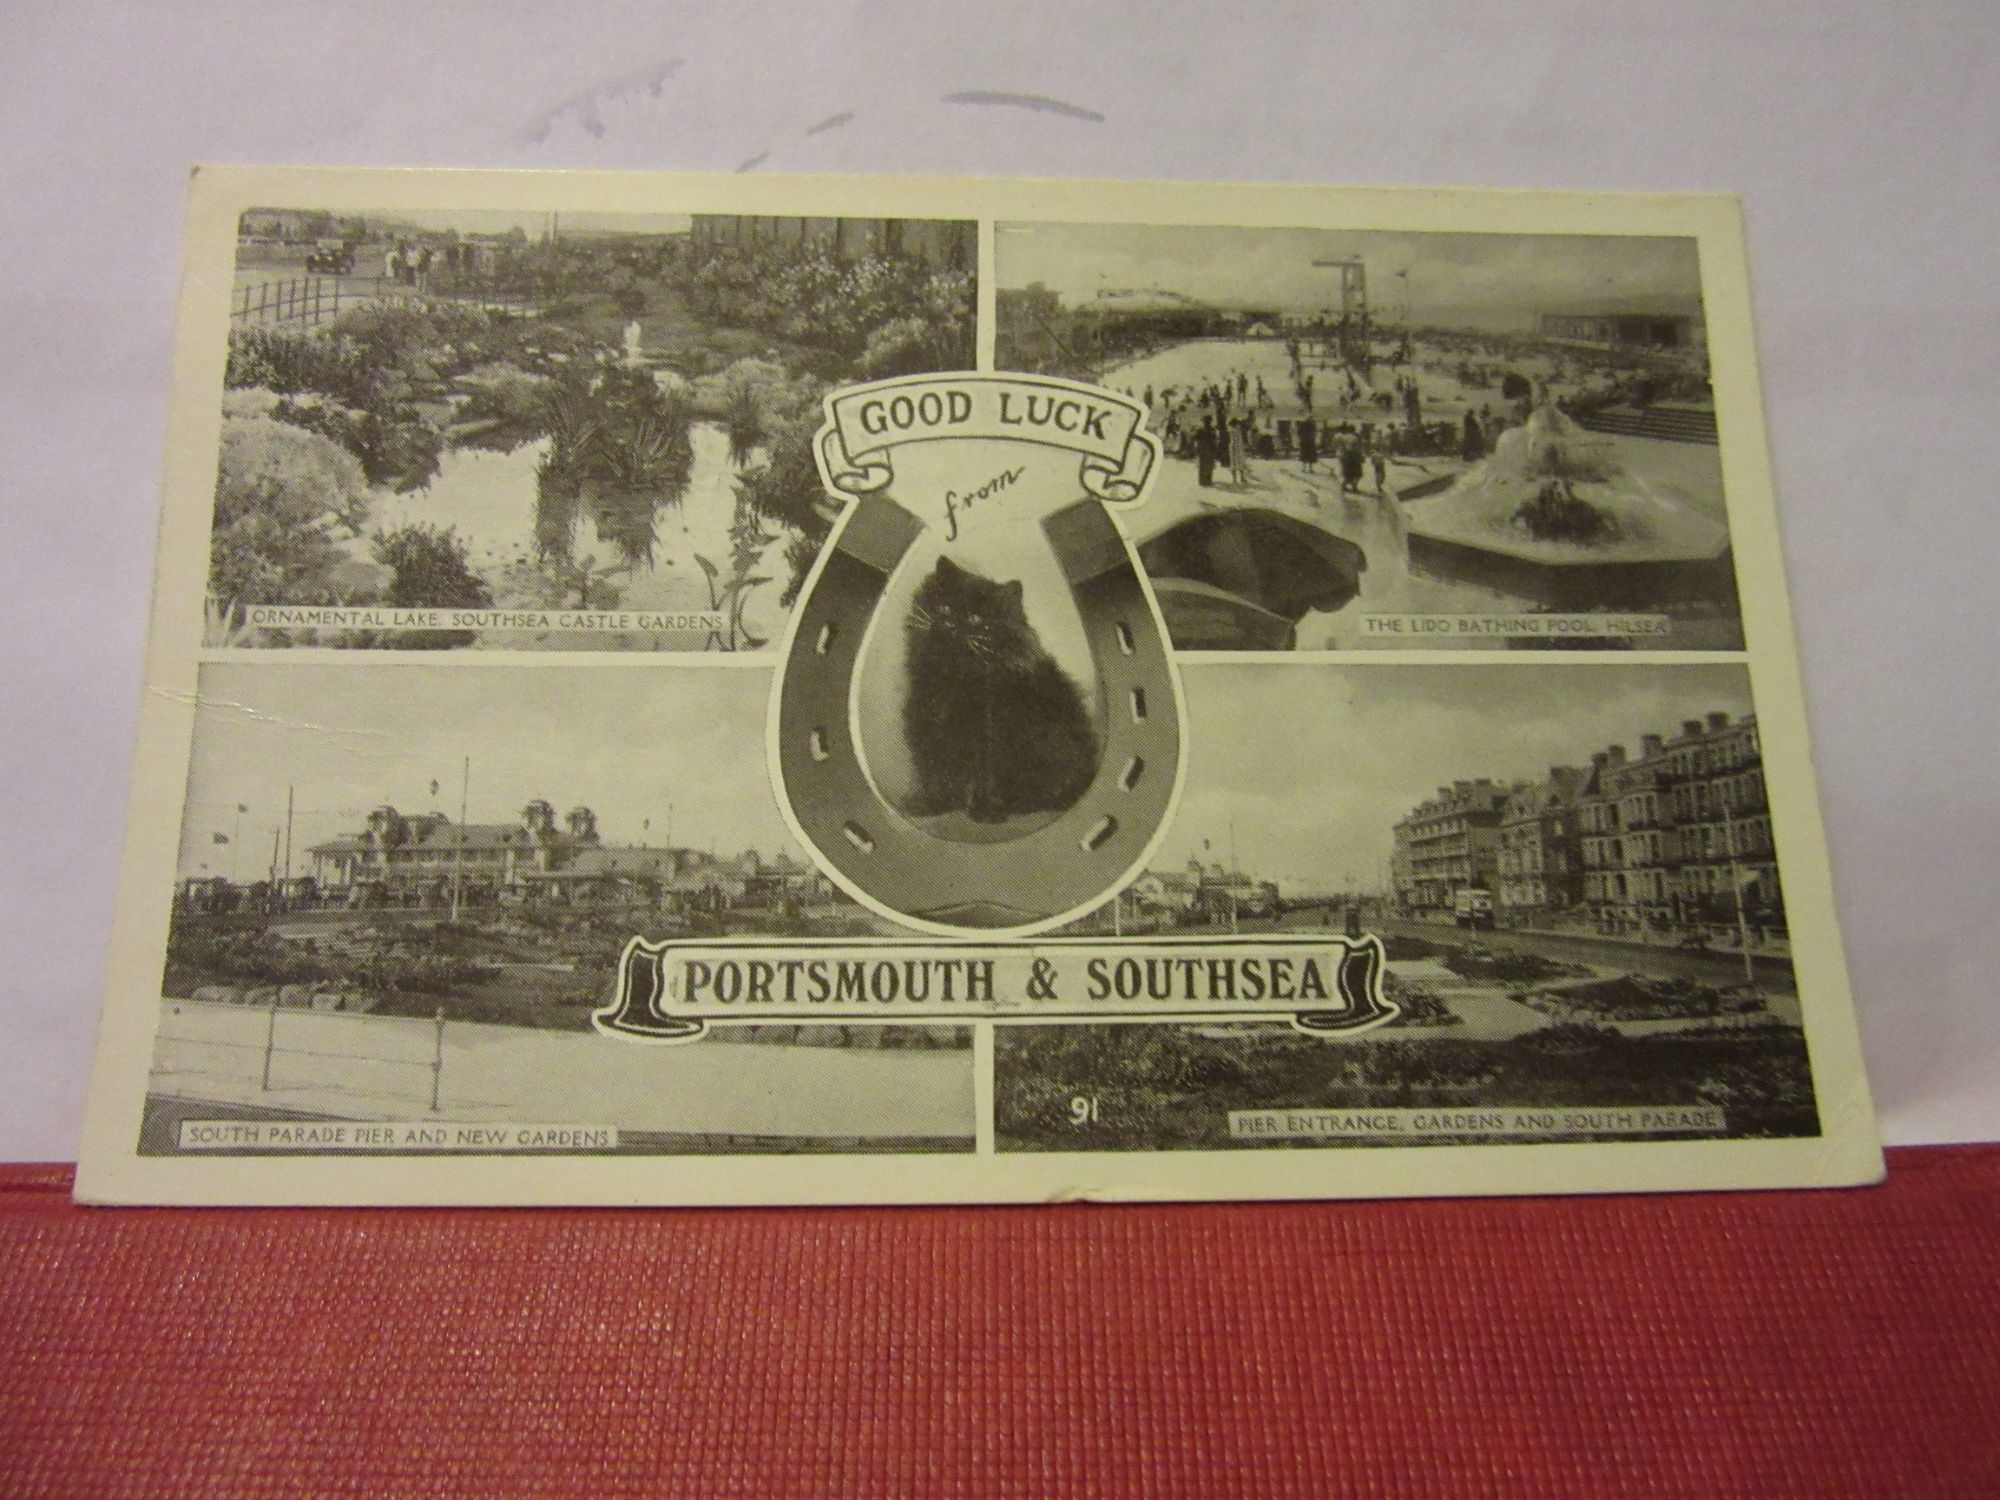 GOOD LUCK
from
ORNAMENTAL LAKE, SOUTHSEA CASTLE GARDENS
THE LIDO BATHING POOL, HILSEA
PORTSMOUTH & SOUTHSEA
SOUTH PARADE PIER AND NEW GARDENS
91
PIER ENTRANCE, GARDENS AND SOUTH PARADE